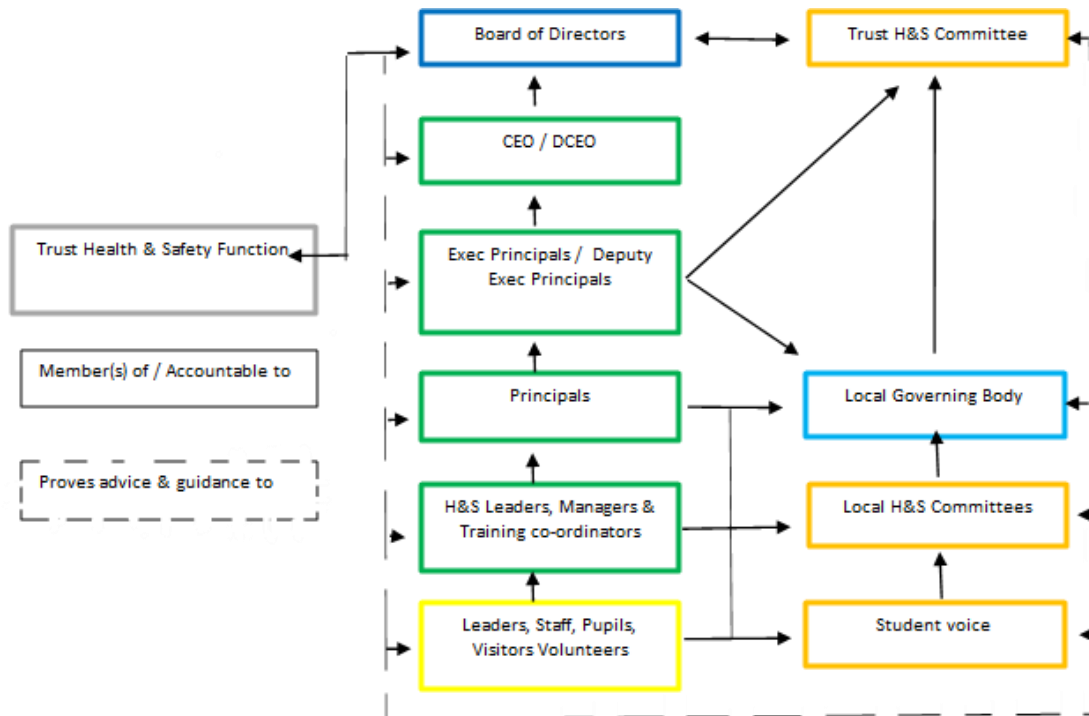 Board of Directors
Trust H&S Committee
CEO / DCEO
Trust Health & Safety Function
Exec Principals /  Deputy
Exec Principals
Member(s) of / Accountable to
Principals
Local Governing Body
Proves advice & guidance to
H&S Leaders, Managers &
Training co-ordinators
Local H&S Committees
Leaders, Staff, Pupils,
Visitors Volunteers
Student voice